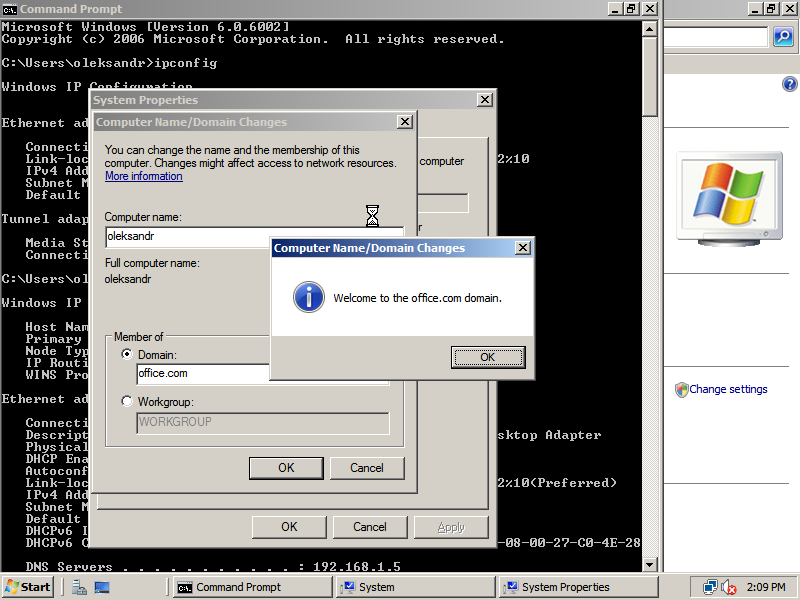 Command Prompt
Microsoft Windows [Version 6.0.6002]
Copyright (c) 2006 Microsoft Corporation.  All rights reserved.
C:\Users\oleksandr>ipconfig
Windows IP Configuration
System Properties
Ethernet ad
Computer Name/Domain Changes
You can change the name and the membership of this
computer. Changes might affect access to network resources.
More information
computer
Connecti
Link-loc
2%10
IPv4 Add
Subnet M
Default
Tunnel adap
Computer name:
oleksandr
Media St
Connecti
Full computer name:
oleksandr
C:\Users\ol
Computer Name/Domain Changes
Welcome to the office.com domain.
OK
Windows IP
Host Nam
Primary
Node Typ
IP Routi
WINS Pro
Member of
Domain:
office.com
Workgroup:
WORKGROUP
Change settings
Ethernet ad
Connecti
Descript
sktop Adapter
Physical
DHCP Ena
Autoconf
OK
Cancel
Link-loc
2%10(Preferred)
IPv4 Add
Subnet M
Default
DHCPv6 I
DHCPv6 C
-08-00-27-C0-4E-28
OK
Cancel
Apply
DNS Servers . . . . . . . . . . . : 192.168.1.5
Start
Command Prompt
System
System Properties
2:09 PM